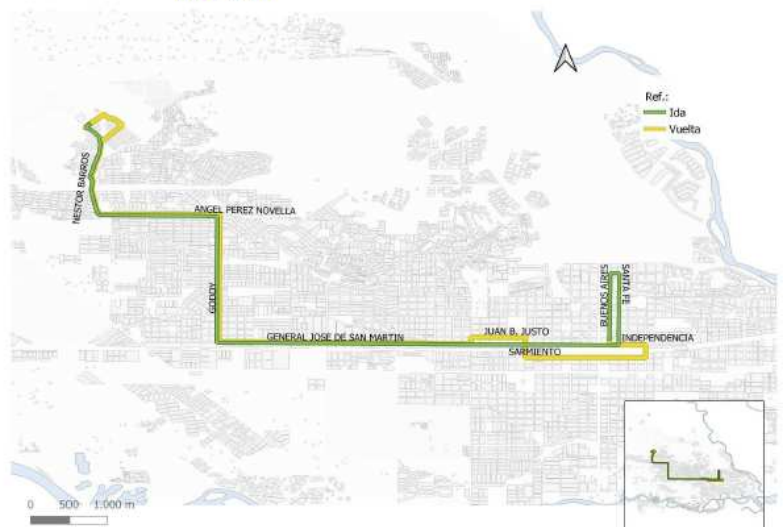 Ref.:
Ida
Vuelta
NESTOR BARROS
ANGEL PEREZ NOVELLA
GODOY
BUENOS AIRES
SANTA FE
GENERAL JOSE DE SAN MARTIN
JUAN B. JUSTO
INDEPENDENCIA
SARMIENTO
0 500 1.000 m